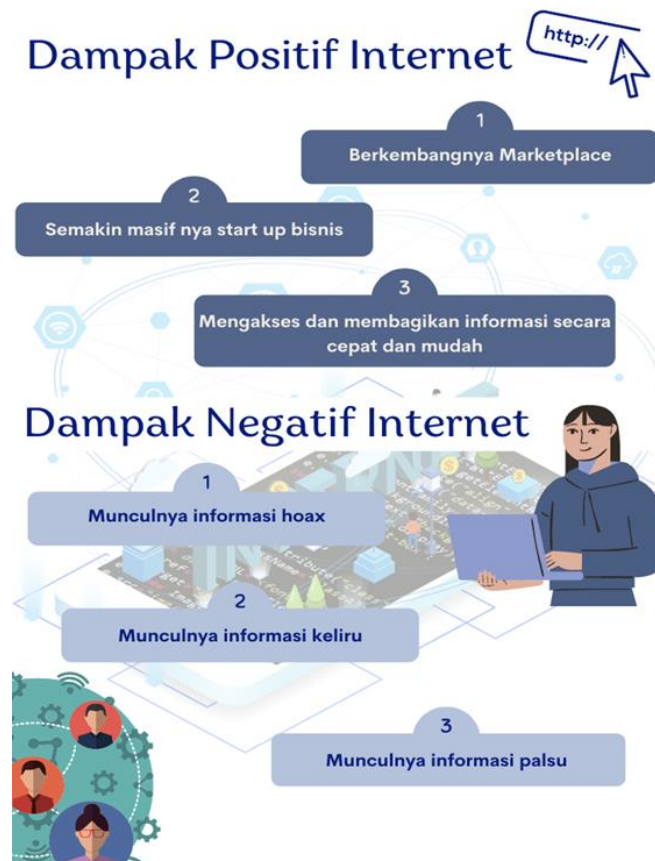 Dampak Positif Internet
http://
1
Berkembangnya Marketplace
2
Semakin masif nya start up bisnis
3
Mengakses dan membagikan informasi secara
cepat dan mudah
Dampak Negatif Internet
1
Munculnya informasi hoax
2
Munculnya informasi keliru
3
Munculnya informasi palsu